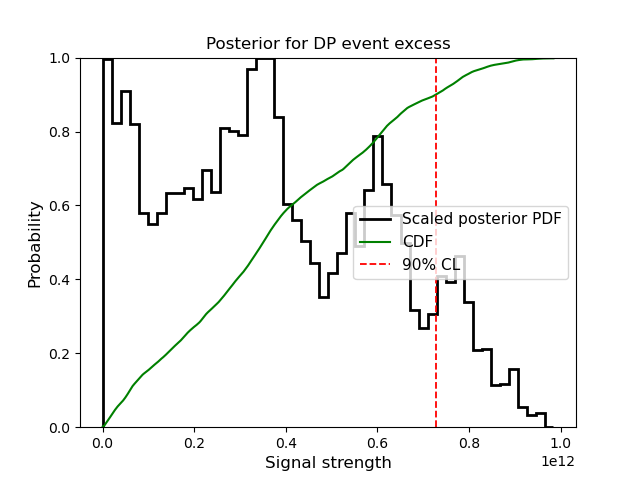 Posterior for DP event excess
1.0
0.8
0.6
0.4
0.2
0.0
Probability
Scaled posterior PDF
CDF
90% CL
0.0 0.2 0.4 0.6 0.8 1.0
1e12
Signal strength